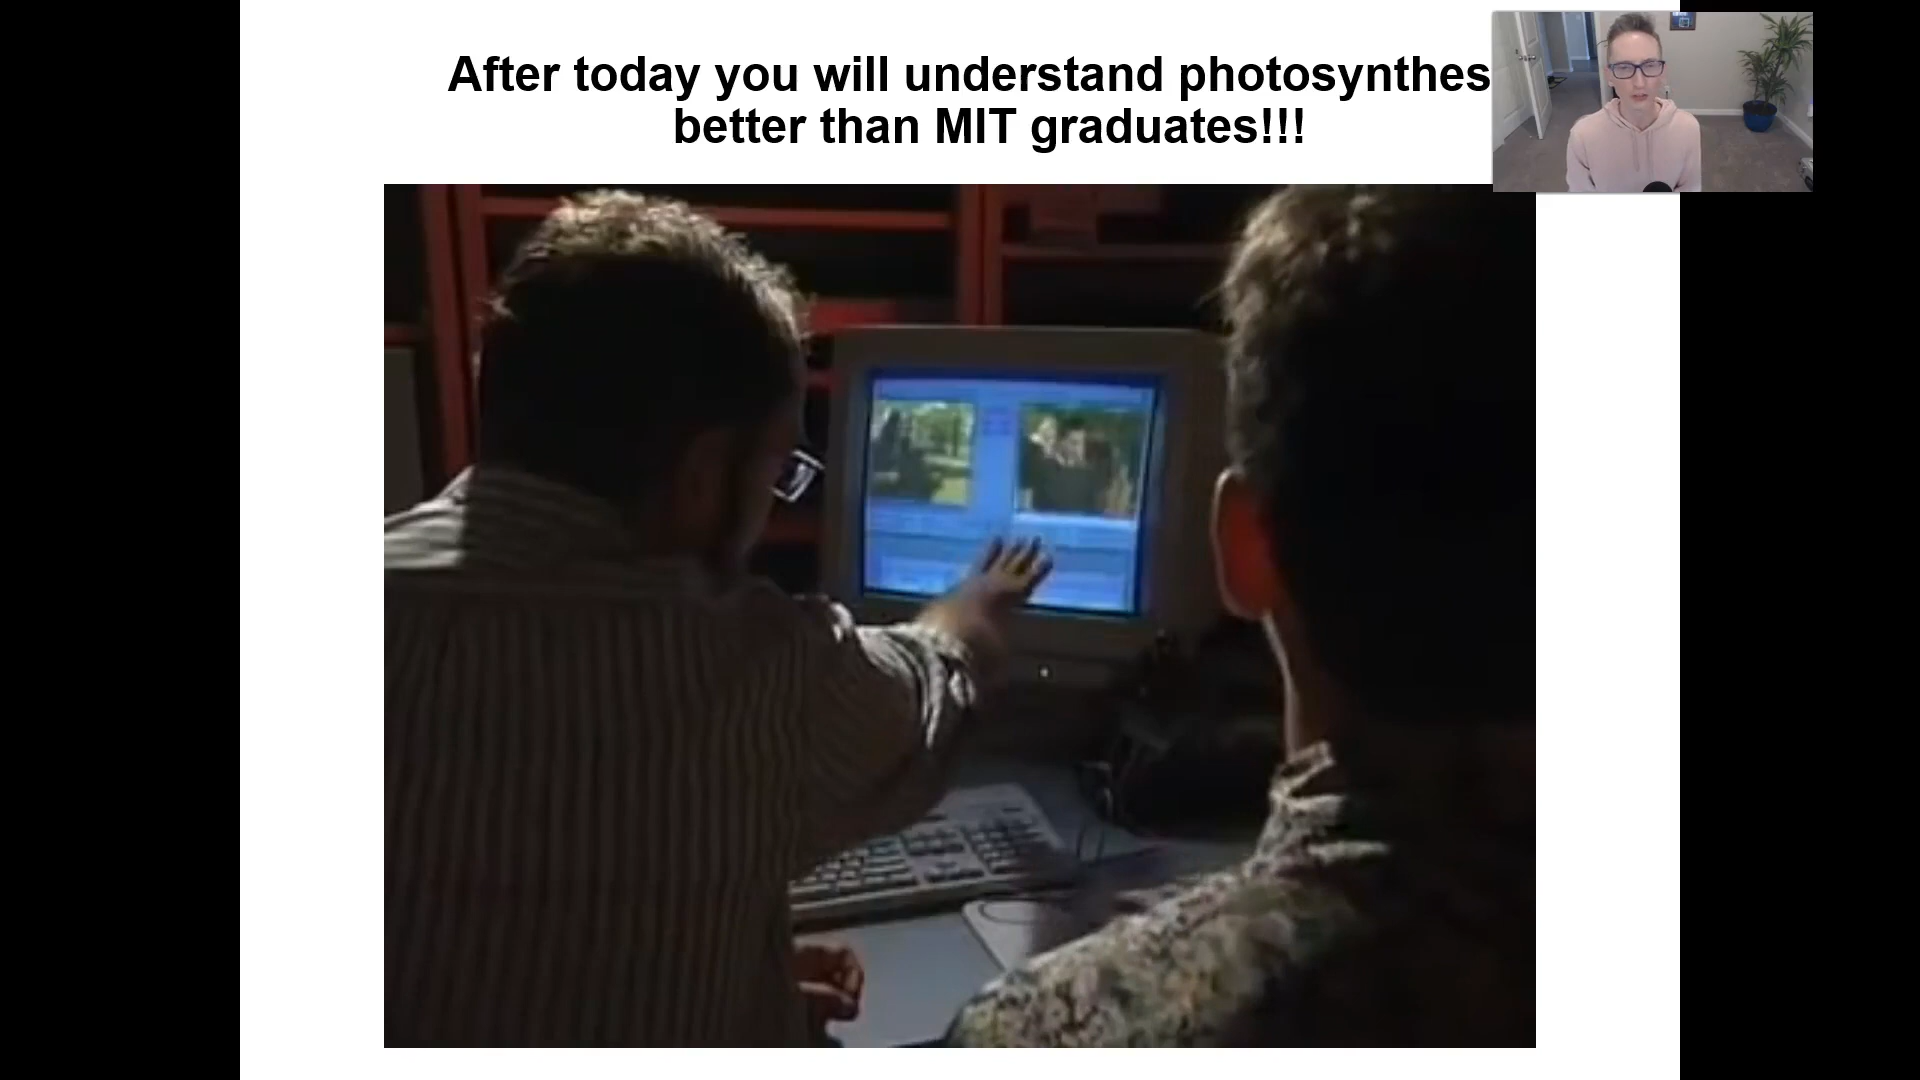 After today you will understand photosynthes
better than MIT graduates!!!